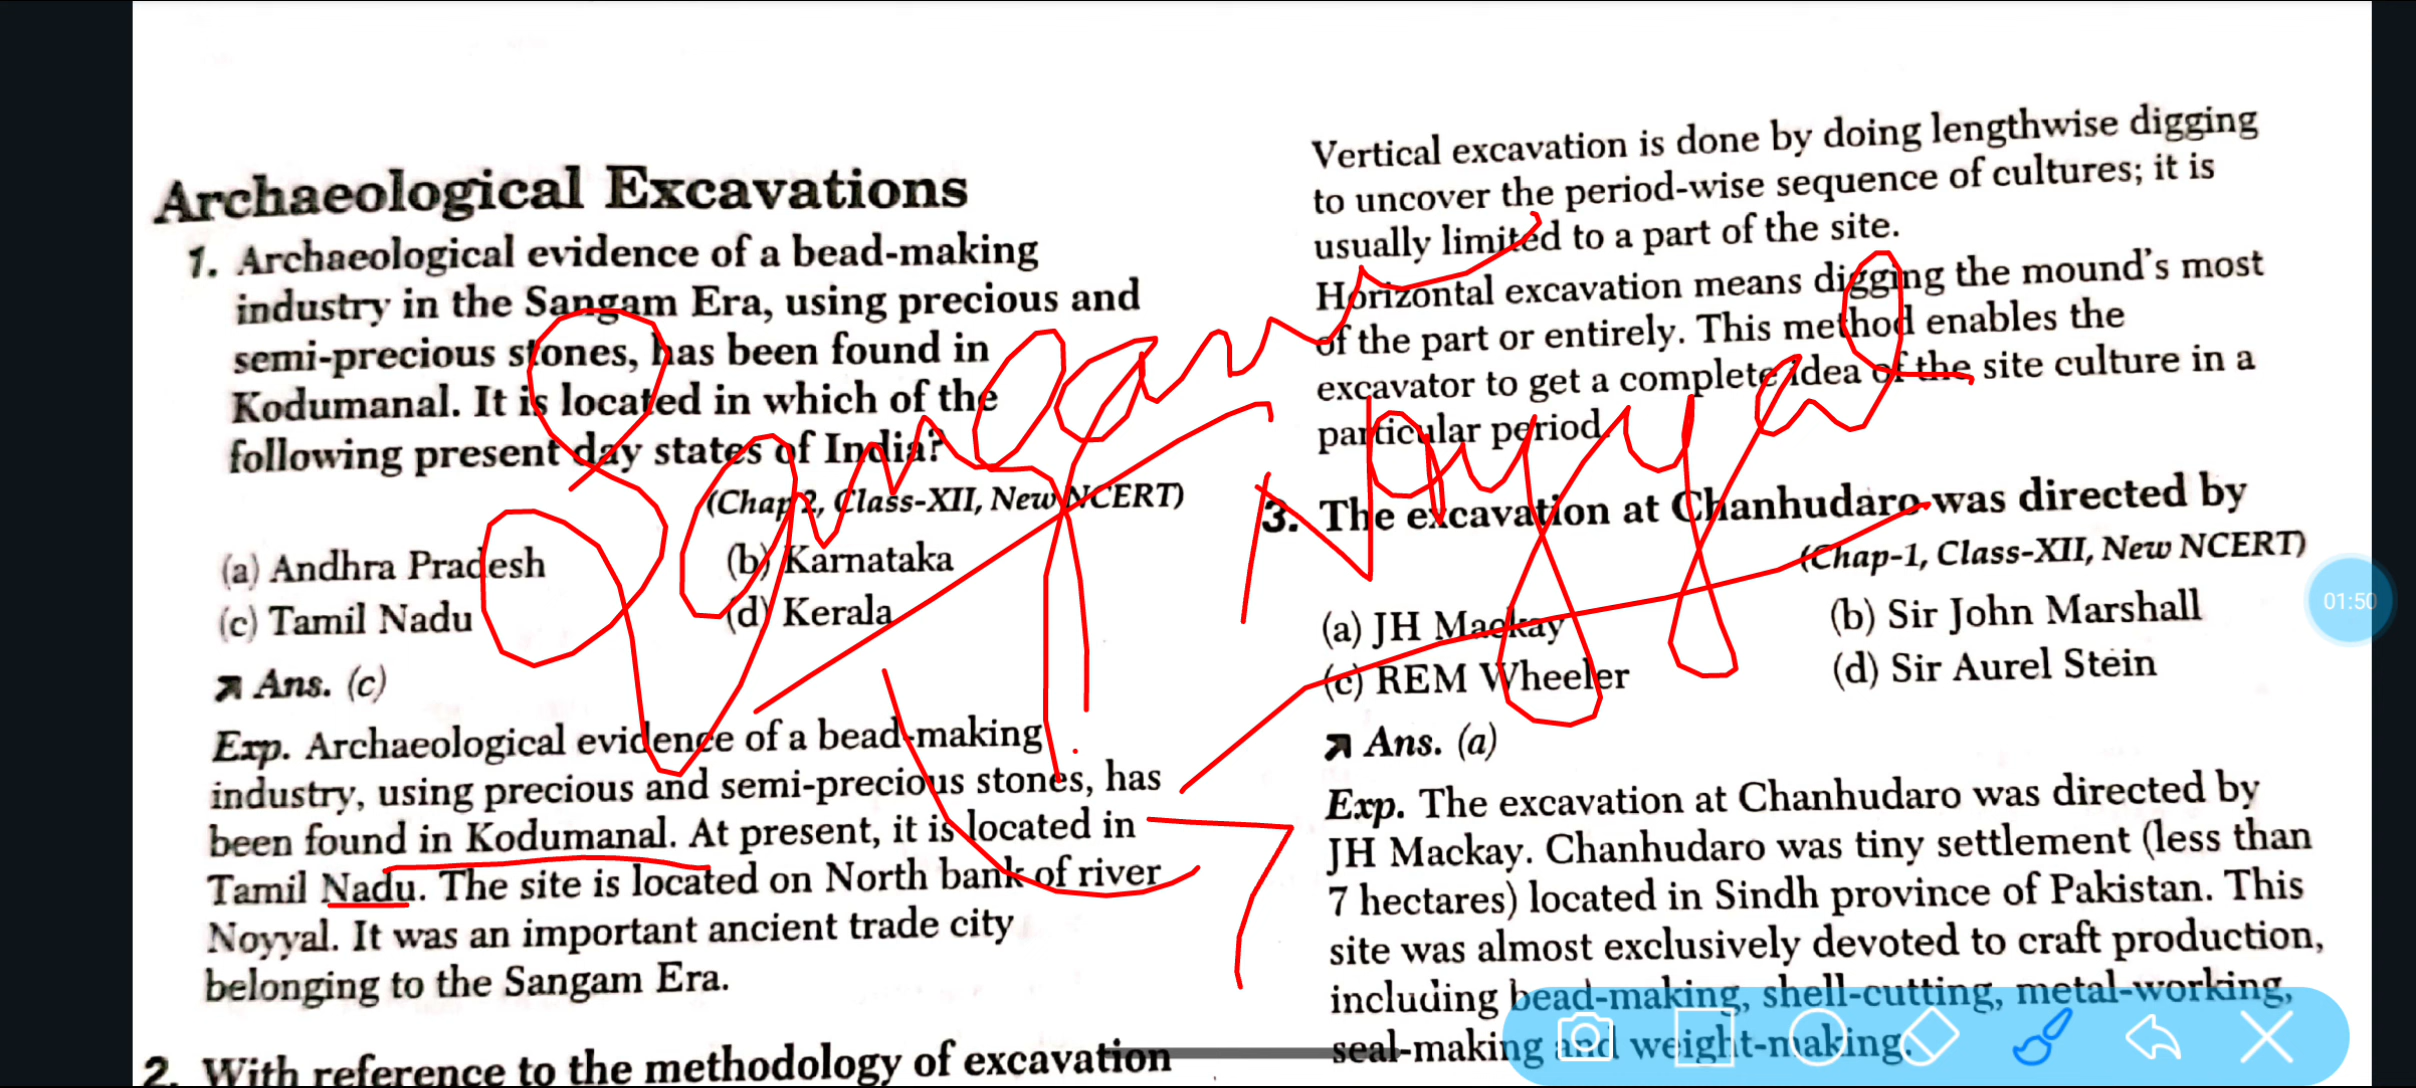 Archaeological Excavations
1. Archaeological evidence of a bead-making
industry in the Sangam Era, using precious and
semi-precious stones, has been found in
Kodumanal. It is located in which of the
following present day states of India?
(Chap 2, Class-XII, New NCERT)
(a) Andhra Pradesh (b) Karnataka
(c) Tamil Nadu (d) Kerala
Ans. (c)
Exp. Archaeological evidence of a bead-making
industry, using precious and semi-precious stones, has
been found in Kodumanal. At present, it is located in
Tamil Nadu. The site is located on North bank of river
Noyyal. It was an important ancient trade city
belonging to the Sangam Era.
2. With reference to the methodology of excavation
Vertical excavation is done by doing lengthwise digging
to uncover the period-wise sequence of cultures; it is
usually limited to a part of the site.
Horizontal excavation means digging the mound's most
of the part or entirely. This method enables the
excavator to get a complete idea of the site culture in a
particular period.
3. The excavation at Chanhudaro was directed by
(Chap-1, Class-XII, New NCERT)
(a) JH Mackay (b) Sir John Marshall
(c) REM Wheeler (d) Sir Aurel Stein
Ans. (a)
Exp. The excavation at Chanhudaro was directed by
JH Mackay. Chanhudaro was tiny settlement (less than
7 hectares) located in Sindh province of Pakistan. This
site was almost exclusively devoted to craft production,
including bead-making, shell-cutting, metal-working,
seal-making and weight-making.
Sangam
Noyyal
01:50